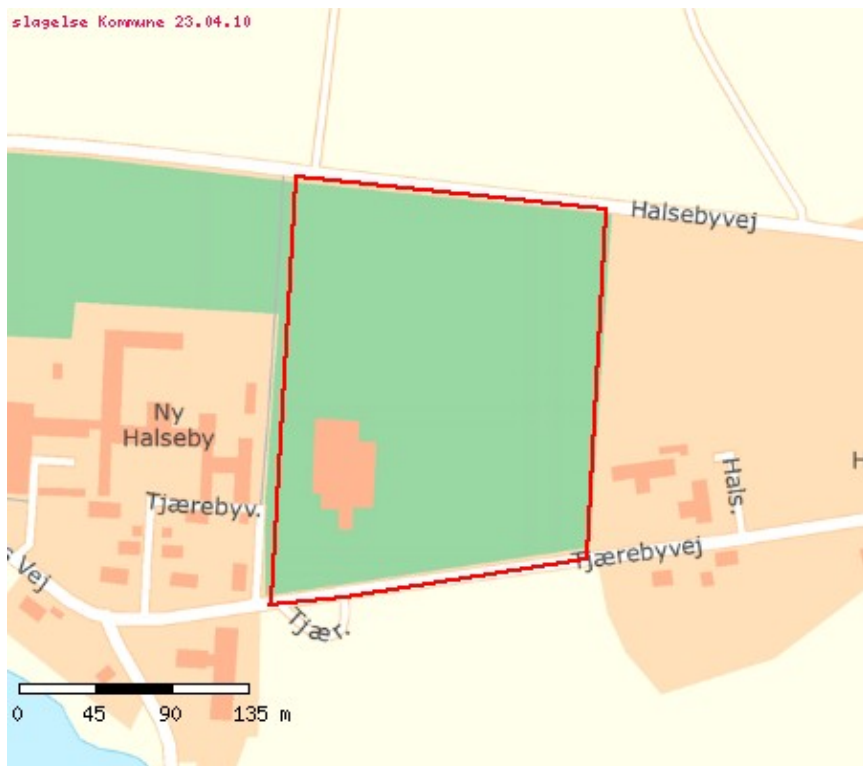 slagelse Kommune 23.04.10
Halsebyvej
Ny
Halseby
Tjærebyv.
Hals.
H
s Vej
Tjærebyvej
Tjær.
0 45 90 135 m